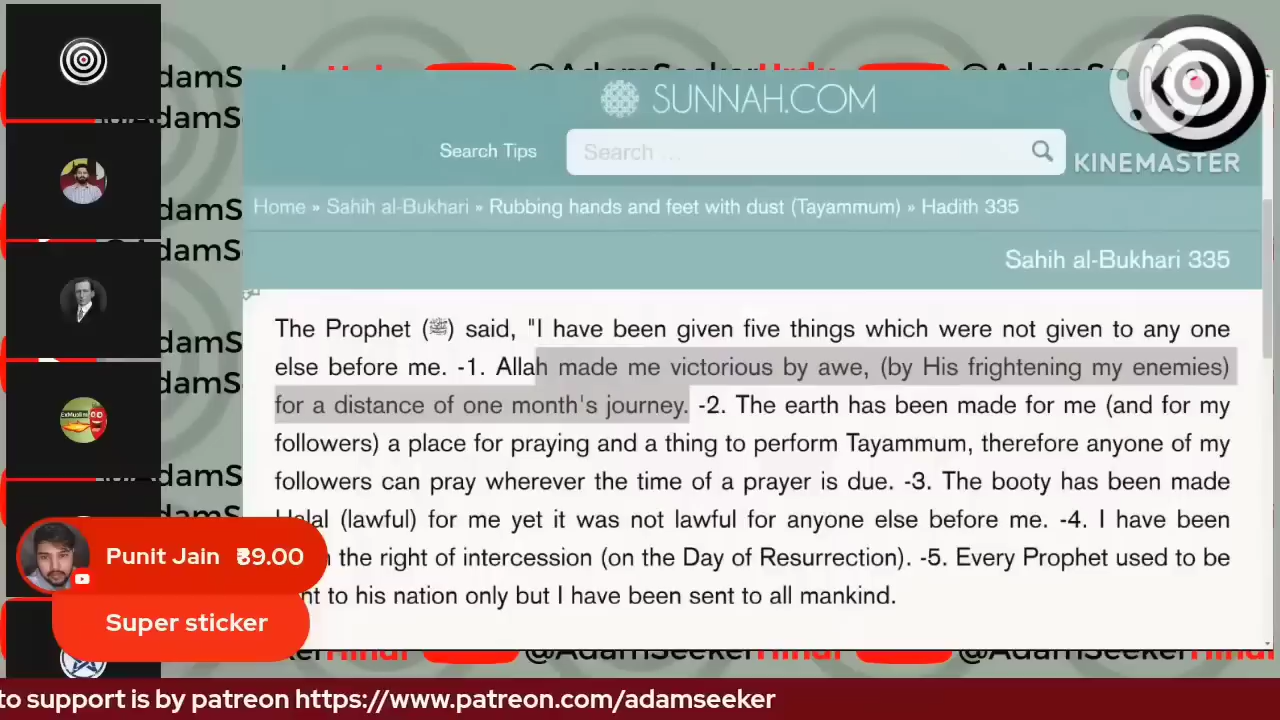 @AdamSeekerUrdu
SUNNAH.COM
Search Tips
Search ...
KINEMASTER
Home » Sahih al-Bukhari » Rubbing hands and feet with dust (Tayammum) » Hadith 335
Sahih al-Bukhari 335
The Prophet (ﷺ) said, "I have been given five things which were not given to any one
else before me. -1. Allah made me victorious by awe, (by His frightening my enemies)
for a distance of one month's journey. -2. The earth has been made for me (and for my
followers) a place for praying and a thing to perform Tayammum, therefore anyone of my
followers can pray wherever the time of a prayer is due. -3. The booty has been made
Halal (lawful) for me yet it was not lawful for anyone else before me. -4. I have been
the right of intercession (on the Day of Resurrection). -5. Every Prophet used to be
to his nation only but I have been sent to all mankind.
Punit Jain ₹39.00
Super sticker
@AdamSeekerHindi
to support is by patreon https://www.patreon.com/adamseeker